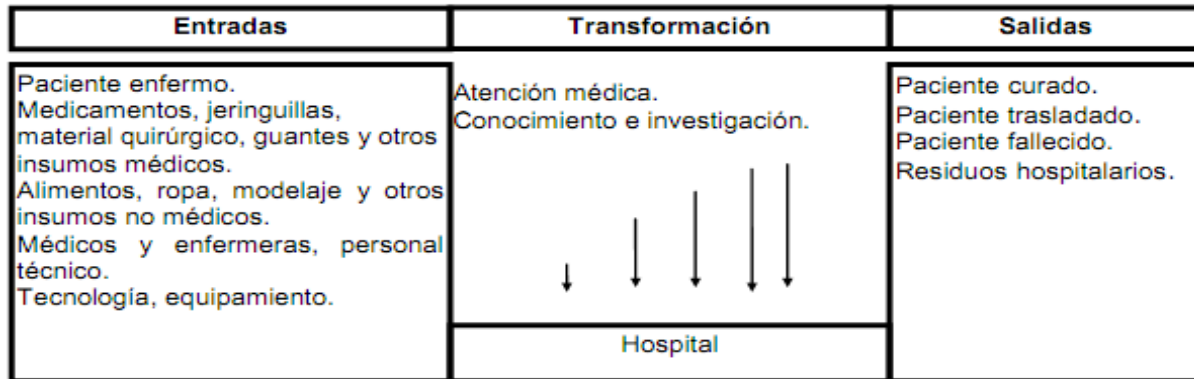 Entradas
Transformación
Salidas
Paciente enfermo.
Medicamentos, jeringuillas,
material quirúrgico, guantes y otros
insumos médicos.
Alimentos, ropa, modelaje y otros
insumos no médicos.
Médicos y enfermeras, personal
técnico.
Tecnología, equipamiento.
Atención médica.
Conocimiento e investigación.
Hospital
Paciente curado.
Paciente trasladado.
Paciente fallecido.
Residuos hospitalarios.